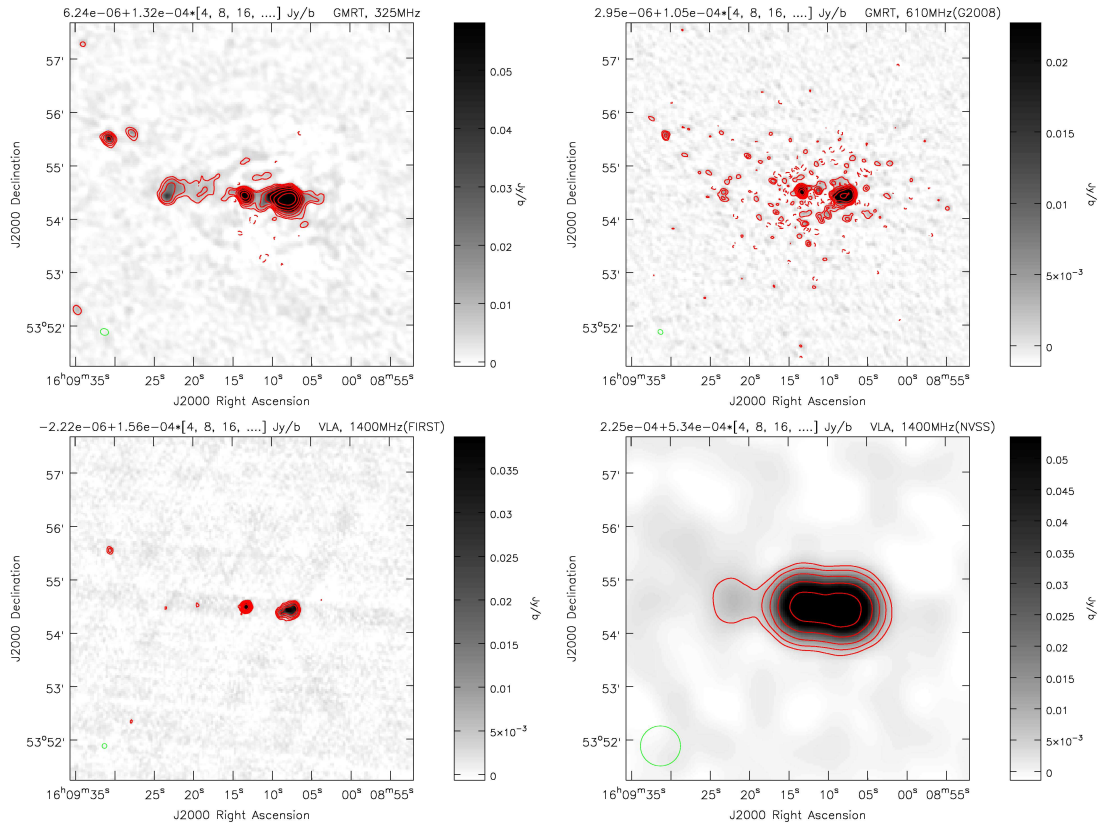 6.24e−06+1.32e−04*[4, 8, 16, ....] Jy/b GMRT, 325MHz
57'
56'
55'
54'
53'
53°52'
J2000 Declination
16h09m35s 25s 15s 05s 00s 08m55s
J2000 Right Ascension
0.05
0.04
0.03
0.02
0.01
0
Jy/b
2.95e−06+1.05e−04*[4, 8, 16, ....] Jy/b GMRT, 610MHz(G2008)
57'
56'
55'
54'
53'
53°52'
J2000 Declination
16h09m35s 25s 15s 10s 05s 00s 08m55s
J2000 Right Ascension
0.02
0.015
0.01
5×10−3
0
Jy/b
−2.22e−06+1.56e−04*[4, 8, 16, ....] Jy/b VLA, 1400MHz(FIRST)
57'
56'
55'
54'
53'
53°52'
J2000 Declination
16h09m35s 25s 15s 10s 05s 00s 08m55s
J2000 Right Ascension
0.035
0.03
0.025
0.02
0.015
0.01
5×10−3
0
Jy/b
2.25e−04+5.34e−04*[4, 8, 16, ....] Jy/b VLA, 1400MHz(NVSS)
57'
56'
55'
54'
53'
53°52'
J2000 Declination
16h09m35s 25s 15s 10s 05s 00s 08m55s
J2000 Right Ascension
0.05
0.045
0.04
0.035
0.03
0.025
0.02
0.015
0.01
5×10−3
0
Jy/b